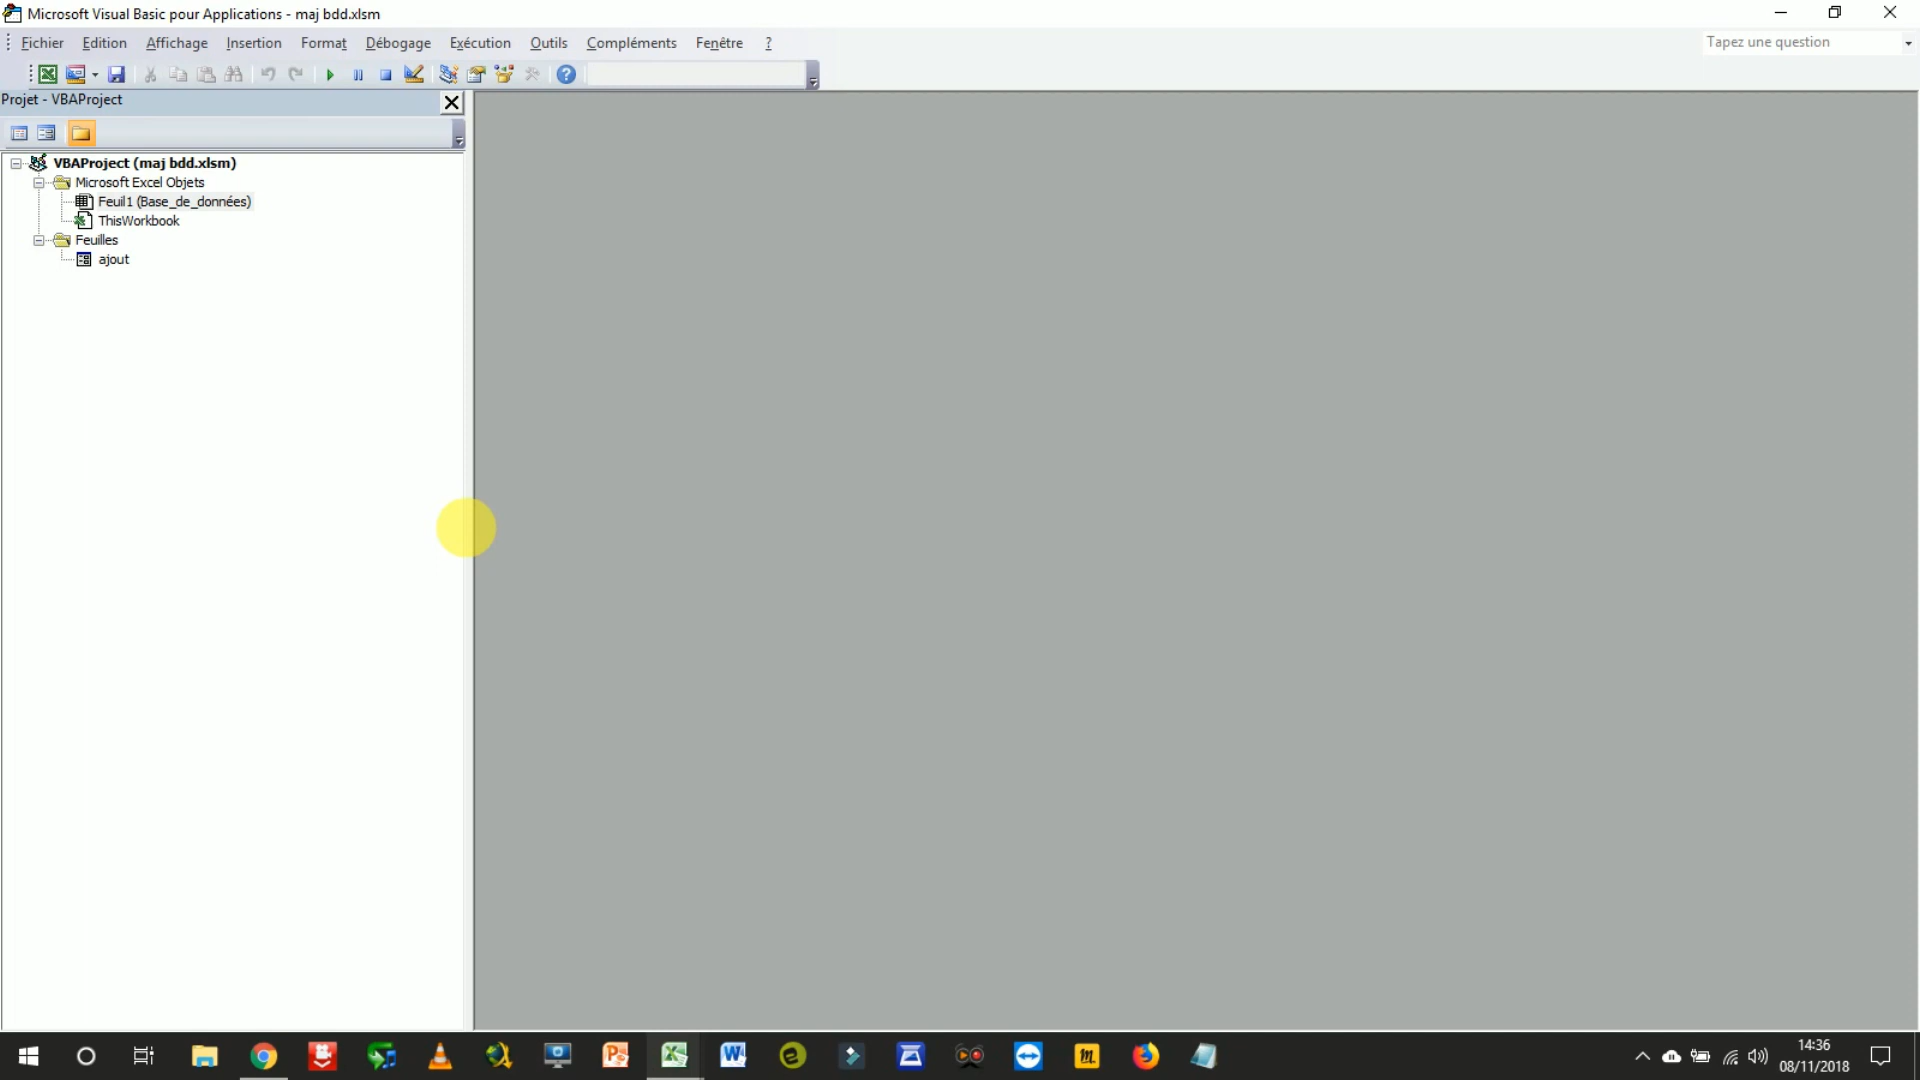 Microsoft Visual Basic pour Applications - maj bdd.xlsm
Fichier Edition Affichage Insertion Format Débogage Exécution Outils Compléments Fenêtre ?
Tapez une question
Projet - VBAProject
VBAProject (maj bdd.xlsm)
Microsoft Excel Objets
Feuil1 (Base_de_données)
ThisWorkbook
Feuilles
ajout
14:36
08/11/2018